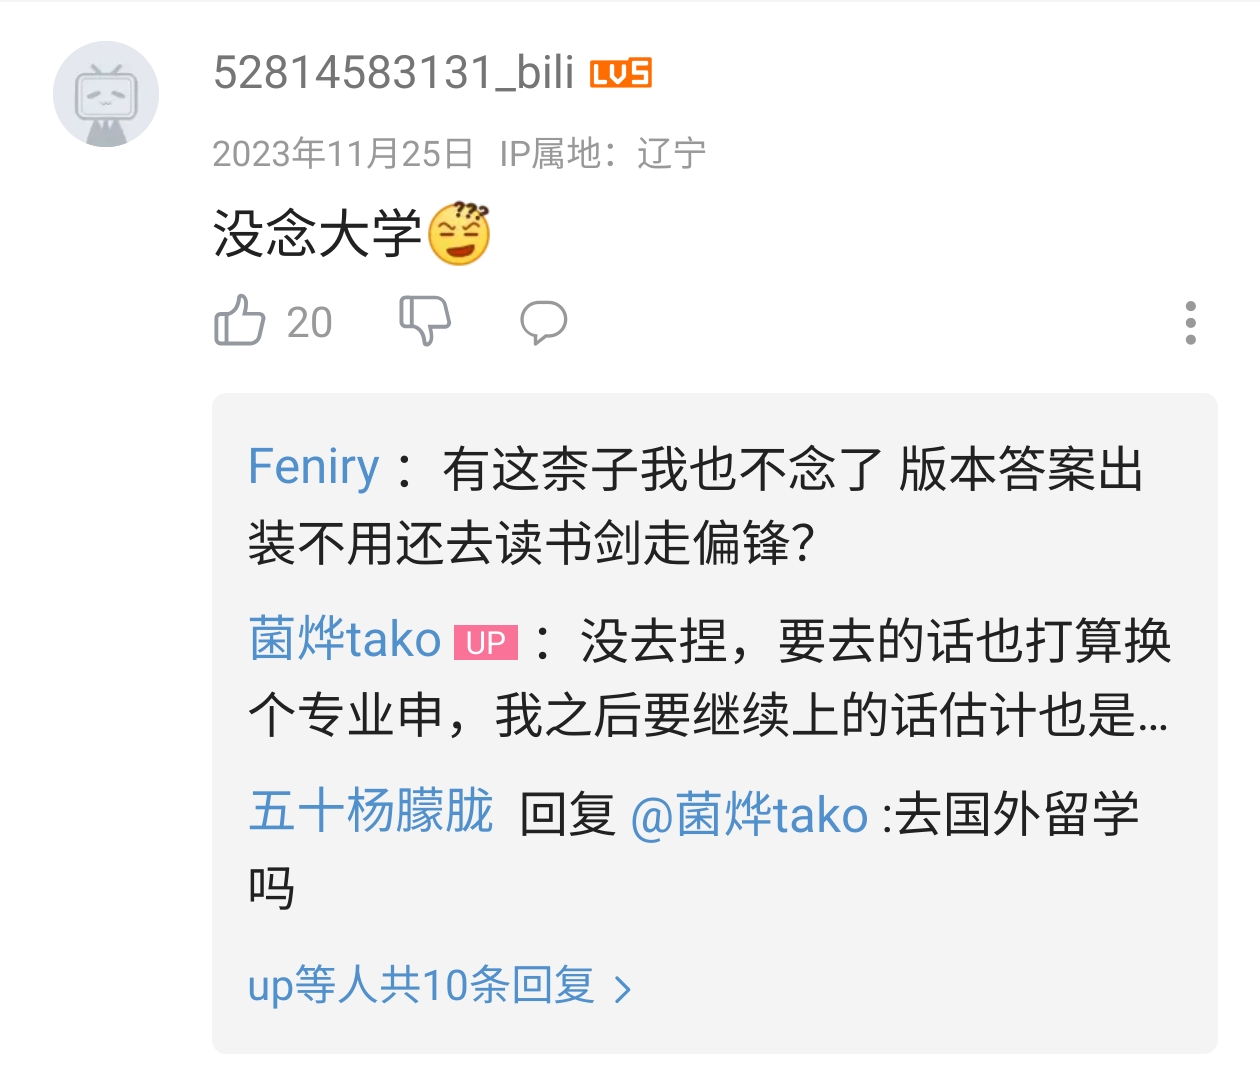 52814583131_bili LV5
2023年11月25日 IP属地：辽宁
没念大学???
20
Feniry：有这柰子我也不念了 版本答案出
装不用还去读书剑走偏锋？
菌烨tako UP：没去捏，要去的话也打算换
个专业申，我之后要继续上的话估计也是...
五十杨朦胧 回复 @菌烨tako :去国外留学
吗
up等人共10条回复 >